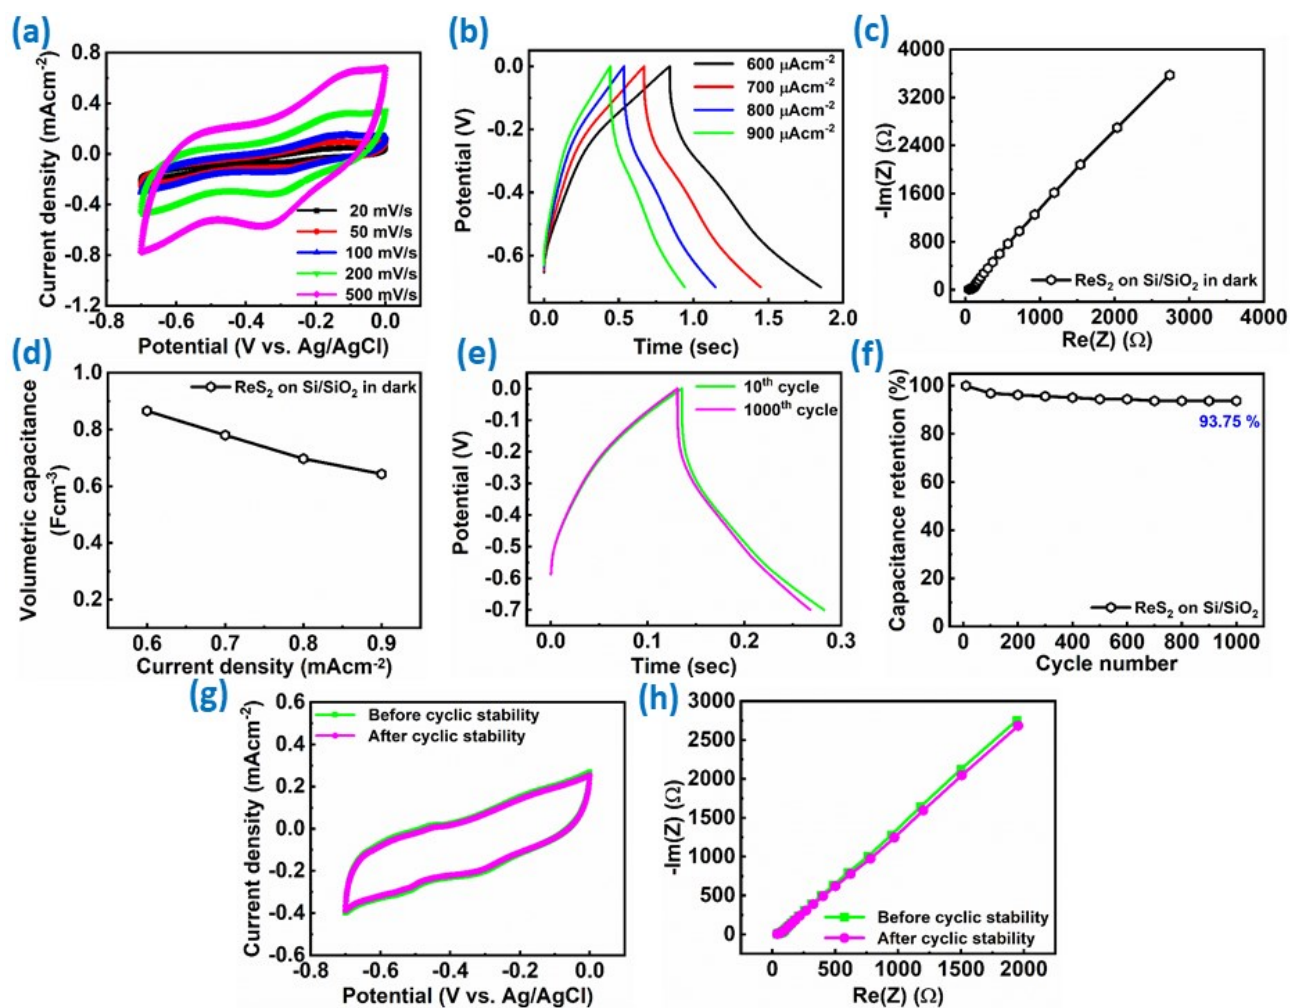 (a)
Current density (mAcm-2)
0.8
0.4
0.0
-0.4
-0.8
-1.2
20 mV/s
50 mV/s
100 mV/s
200 mV/s
500 mV/s
-0.8 -0.6 -0.4 -0.2 0.0
Potential (V vs. Ag/AgCl)
(b)
Potential (V)
0.0
-0.2
-0.4
-0.6
600 μAcm-2
700 μAcm-2
800 μAcm-2
900 μAcm-2
0.0 0.5 1.0 1.5 2.0
Time (sec)
(c)
-Im(Z) (Ω)
4000
3600
2400
1600
800
0
ReS2 on Si/SiO2 in dark
0 1000 2000 3000 4000
Re(Z) (Ω)
(d)
Volumetric capacitance
(Fcm-3)
1.0
0.8
0.6
0.4
0.2
ReS2 on Si/SiO2 in dark
0.6 0.7 0.8 0.9
Current density (mAcm-2)
(e)
Potential (V)
0.0
-0.1
-0.2
-0.3
-0.4
-0.5
-0.6
-0.7
10th cycle
1000th cycle
0.0 0.1 0.2 0.3
Time (sec)
(f)
Capacitance retention (%)
100
80
60
40
20
0
93.75 %
ReS2 on Si/SiO2
0 200 400 600 800 1000
Cycle number
(g)
Current density (mAcm-2)
0.6
0.4
0.2
0.0
-0.2
-0.4
-0.6
Before cyclic stability
After cyclic stability
-0.8 -0.6 -0.4 -0.2 0.0
Potential (V vs. Ag/AgCl)
(h)
-Im(Z) (Ω)
3000
2500
2000
1500
1000
500
0
Before cyclic stability
After cyclic stability
0 500 1000 1500 2000
Re(Z) (Ω)